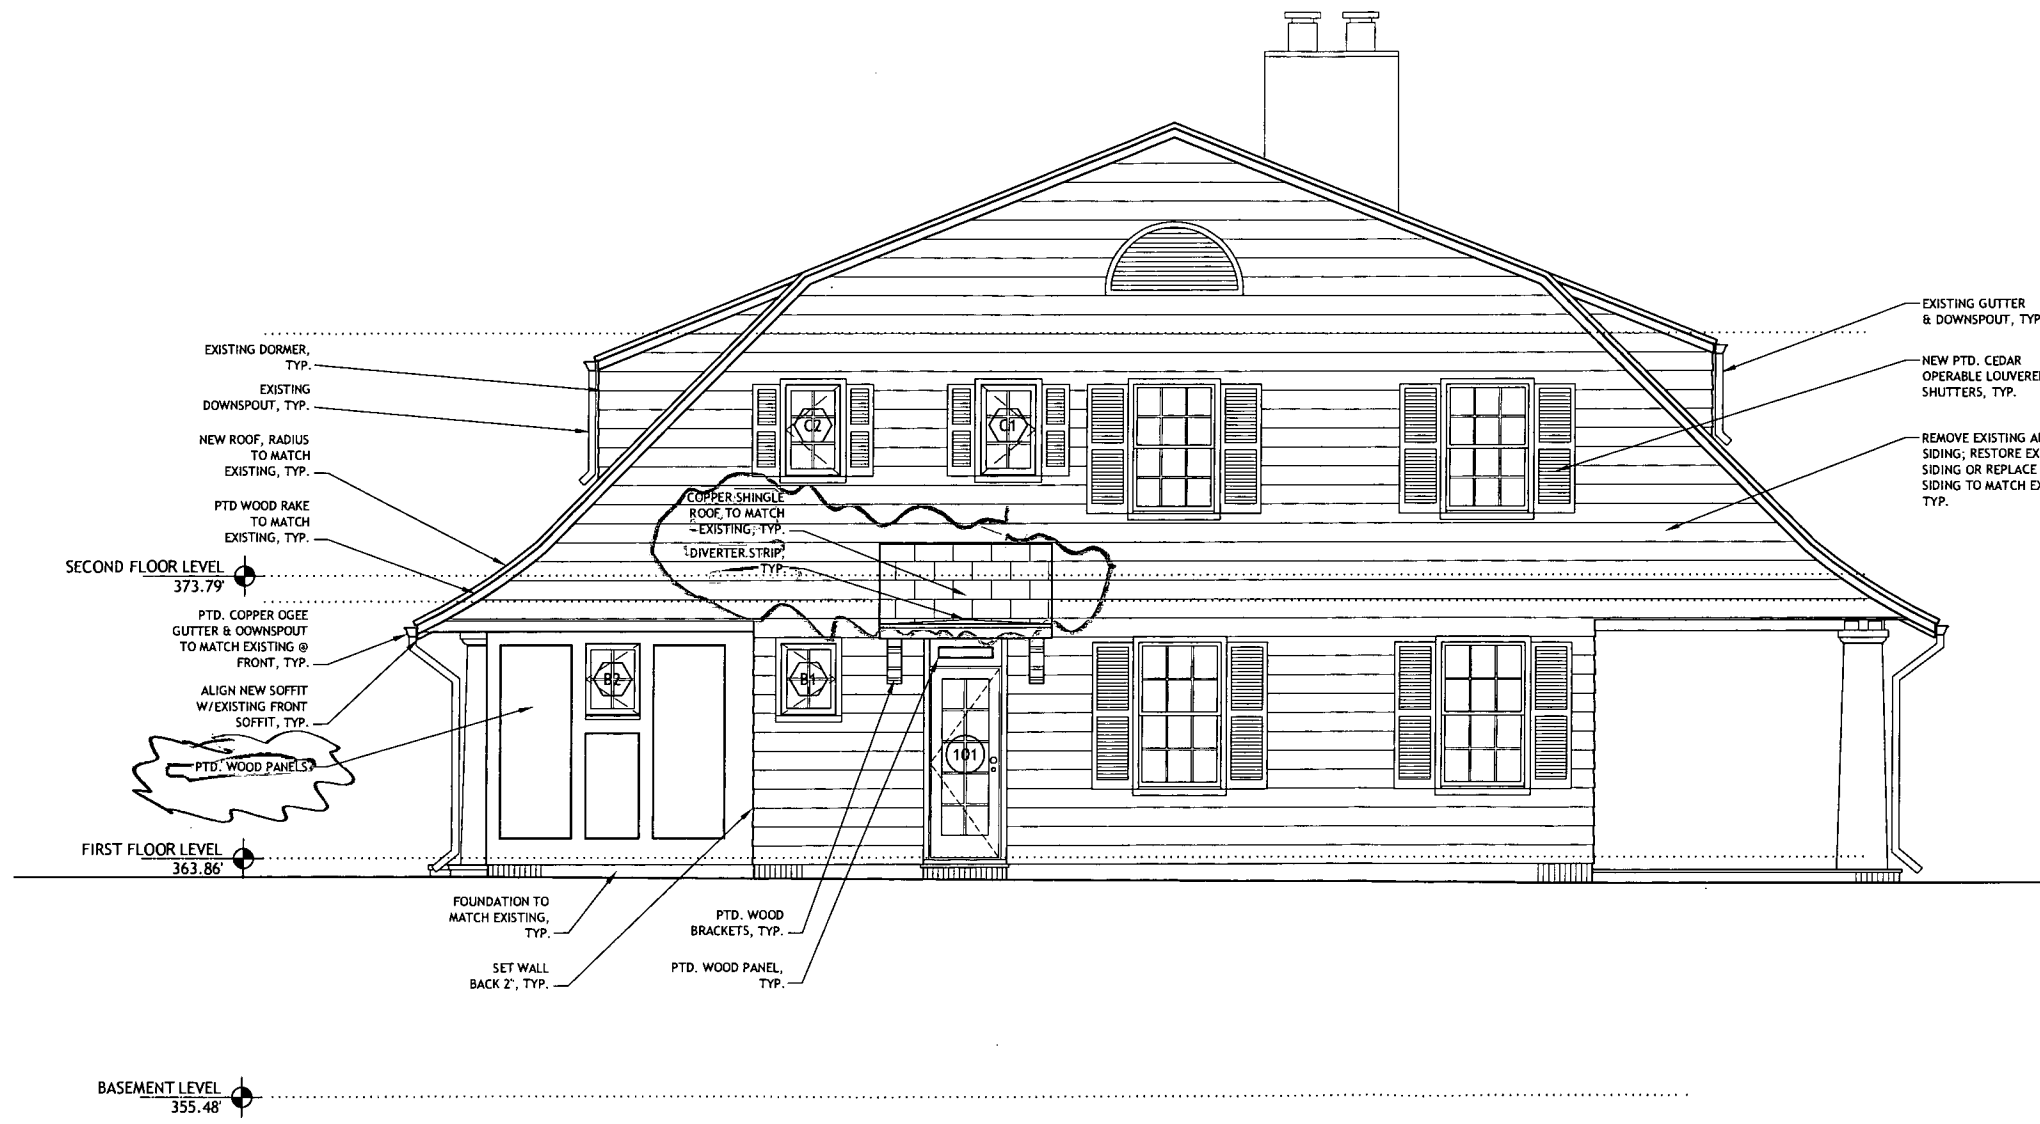 EXISTING DORMER,
TYP.
EXISTING
DOWNSPOUT, TYP.
NEW ROOF, RADIUS
TO MATCH
EXISTING, TYP.
PTD WOOD RAKE
TO MATCH
EXISTING, TYP.
SECOND FLOOR LEVEL
373.79'
PTD. COPPER OGEE
GUTTER & DOWNSPOUT
TO MATCH EXISTING @
FRONT, TYP.
ALIGN NEW SOFFIT
W/EXISTING FRONT
SOFFIT, TYP.
PTD. WOOD PANELS
FIRST FLOOR LEVEL
363.86'
FOUNDATION TO
MATCH EXISTING,
TYP.
SET WALL
BACK 2", TYP.
PTD. WOOD
BRACKETS, TYP.
PTD. WOOD PANEL,
TYP.
BASEMENT LEVEL
355.48'
C2
C1
COPPER SHINGLE
ROOF, TO MATCH
EXISTING, TYP.
DIVERTER STRIP,
TYP.
B2
B1
101
EXISTING GUTTER
& DOWNSPOUT, TYP
NEW PTD. CEDAR
OPERABLE LOUVERE
SHUTTERS, TYP.
REMOVE EXISTING
SIDING; RESTORE EX
SIDING OR REPLACE
SIDING TO MATCH EX
TYP.